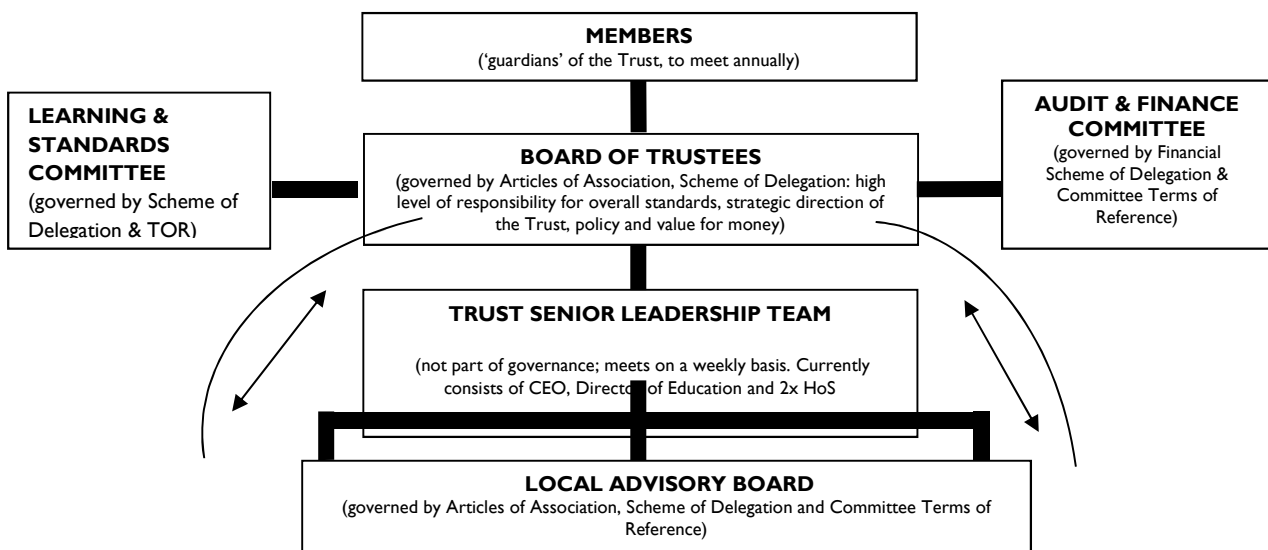 MEMBERS
('guardians' of the Trust, to meet annually)
LEARNING &
STANDARDS
COMMITTEE
(governed by Scheme of
Delegation & TOR)
BOARD OF TRUSTEES
(governed by Articles of Association, Scheme of Delegation: high
level of responsibility for overall standards, strategic direction of
the Trust, policy and value for money)
AUDIT & FINANCE
COMMITTEE
(governed by Financial
Scheme of Delegation &
Committee Terms of
Reference)
TRUST SENIOR LEADERSHIP TEAM
(not part of governance; meets on a weekly basis. Currently
consists of CEO, Director of Education and 2x HoS
LOCAL ADVISORY BOARD
(governed by Articles of Association, Scheme of Delegation and Committee Terms of
Reference)